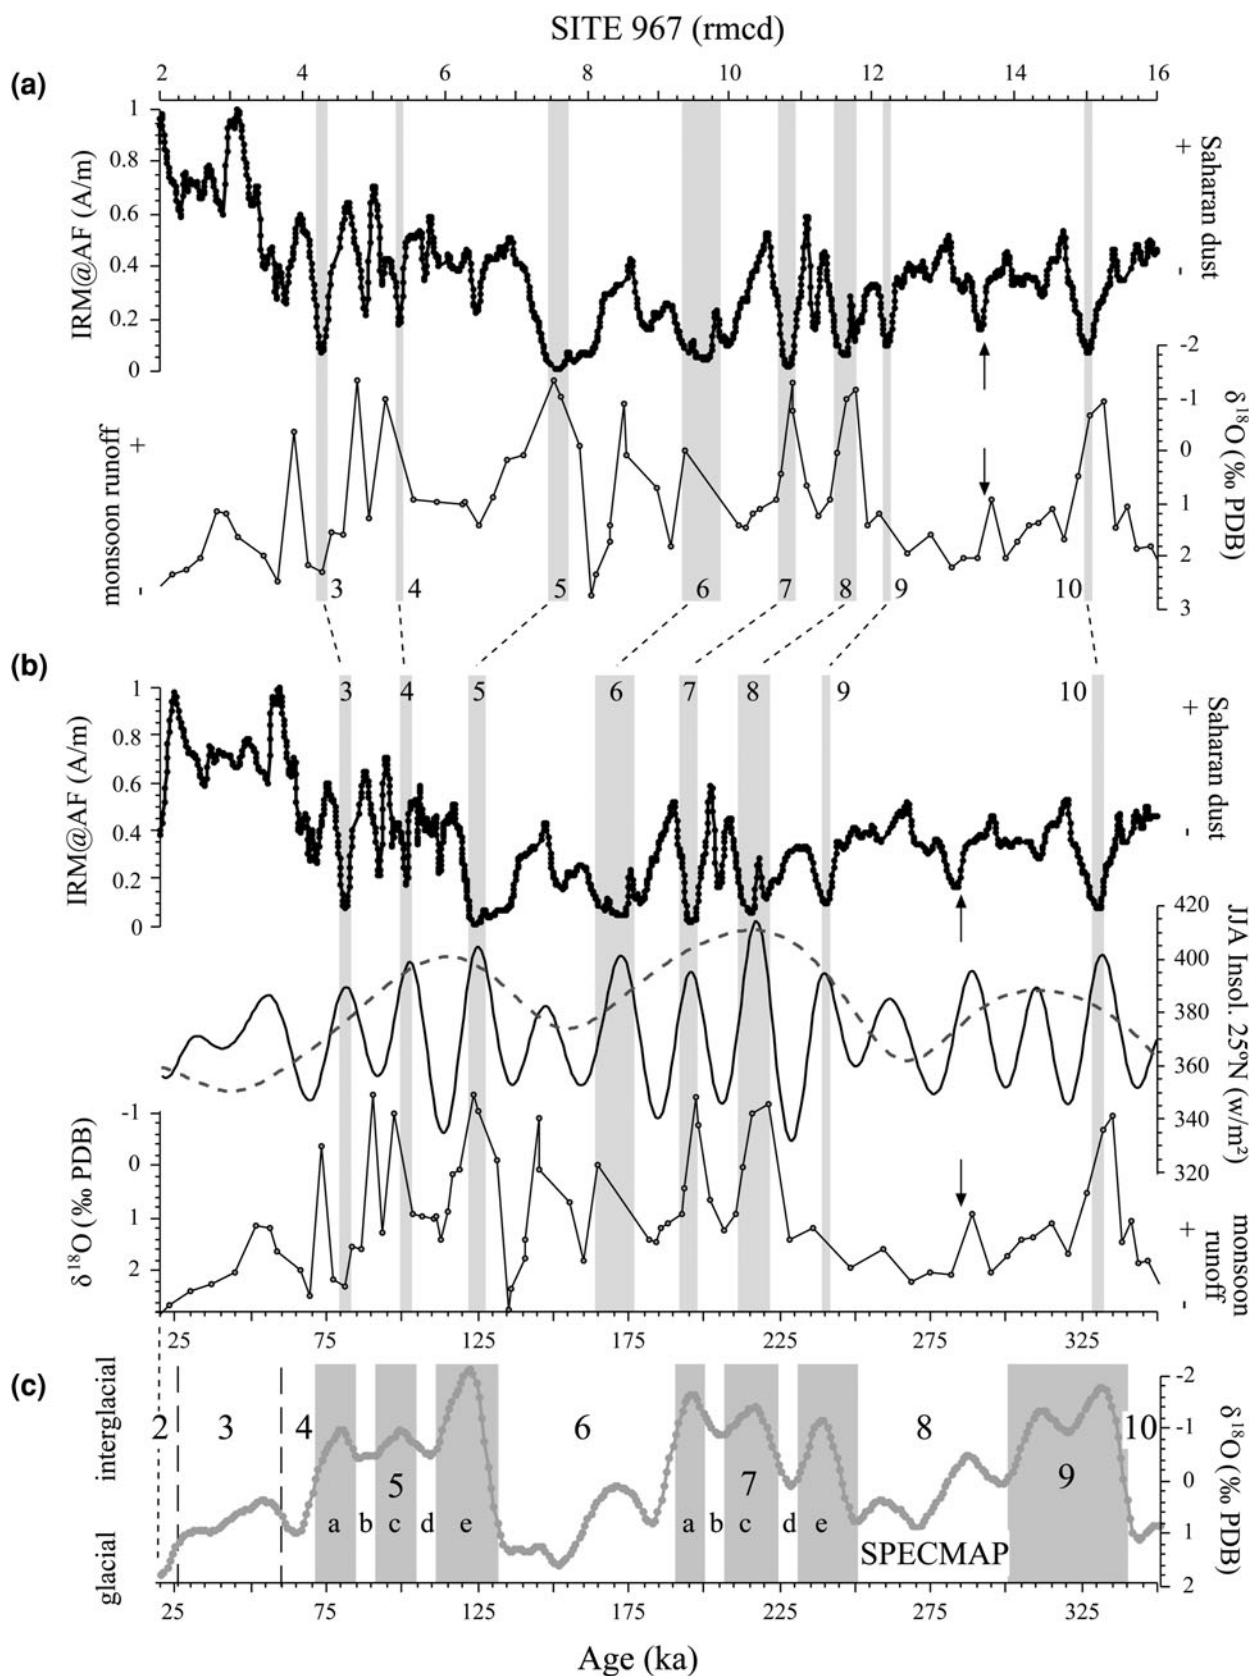 SITE 967 (rmcd)
(a)
2 4 6 8 10 12 14 16
1
0.8
0.6
0.4
0.2
0
IRM@AF (A/m)
+ Saharan dust -
-2
-1
0
1
2
3
δ¹⁸O (‰ PDB)
monsoon runoff +
-
3 4 5 6 7 8 9 10
(b)
3 4 5 6 7 8 9 10
1
0.8
0.6
0.4
0.2
0
IRM@AF (A/m)
+ Saharan dust -
420
400
380
360
340
320
JJA Insol. 25°N (w/m²)
-1
0
1
2
δ¹⁸O (‰ PDB)
+ monsoon
- runoff
25 75 125 175 225 275 325
(c)
interglacial
glacial
2 3 4 6 8 10
5 7 9
a b c d e a b c d e
SPECMAP
-2
-1
0
1
2
δ¹⁸O (‰ PDB)
25 75 125 175 225 275 325
Age (ka)